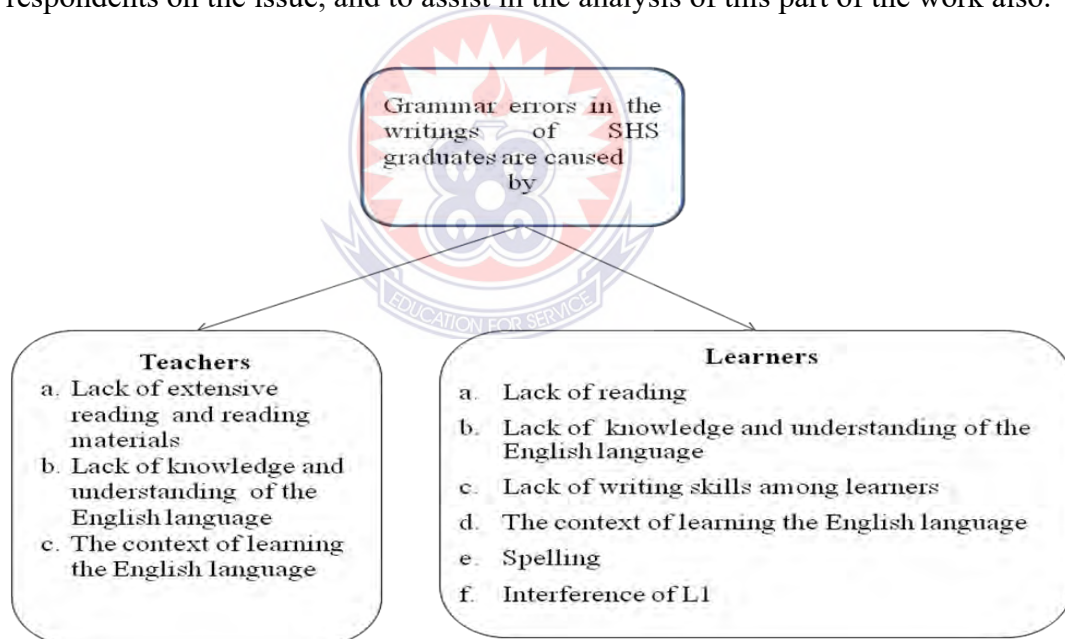 respondents on the issue, and to assist in the analysis of this part of the work also.
Grammar errors in the
writings of SHS
graduates are caused
by
EDUCATION FOR SERVICE
Teachers
a. Lack of extensive
reading and reading
materials
b. Lack of knowledge and
understanding of the
English language
c. The context of learning
the English language
Learners
a. Lack of reading
b. Lack of knowledge and understanding of the
English language
c. Lack of writing skills among learners
d. The context of learning the English language
e. Spelling
f. Interference of L1